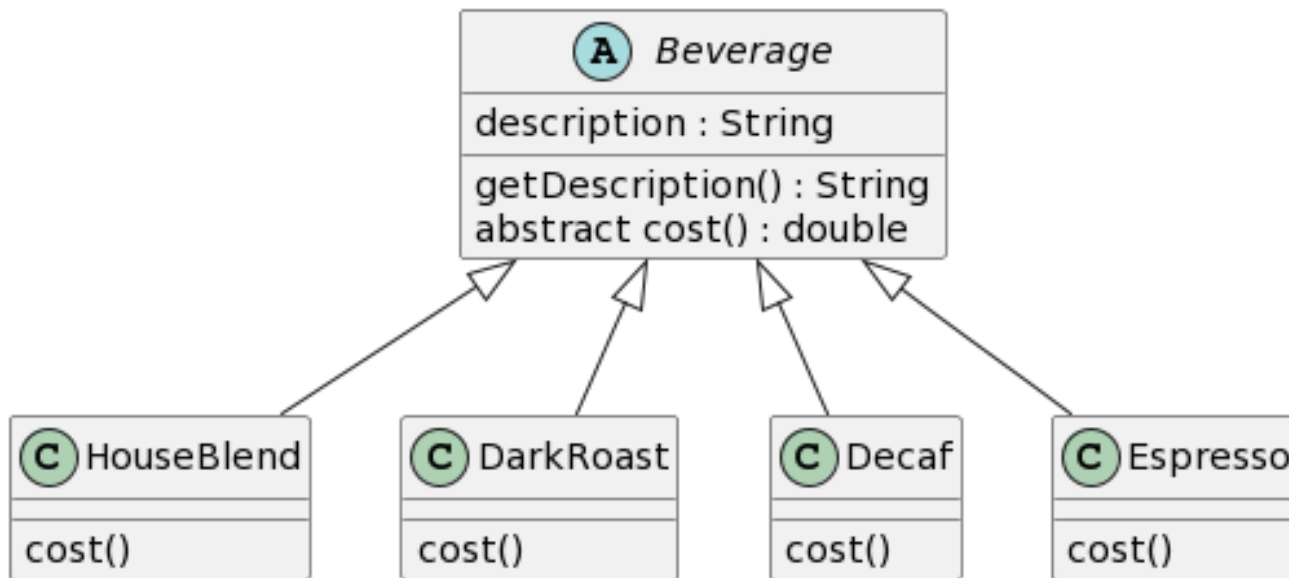 A Beverage
description : String
getDescription() : String
abstract cost() : double
C HouseBlend
C DarkRoast
C Decaf
C Espresso
cost()
cost()
cost()
cost()